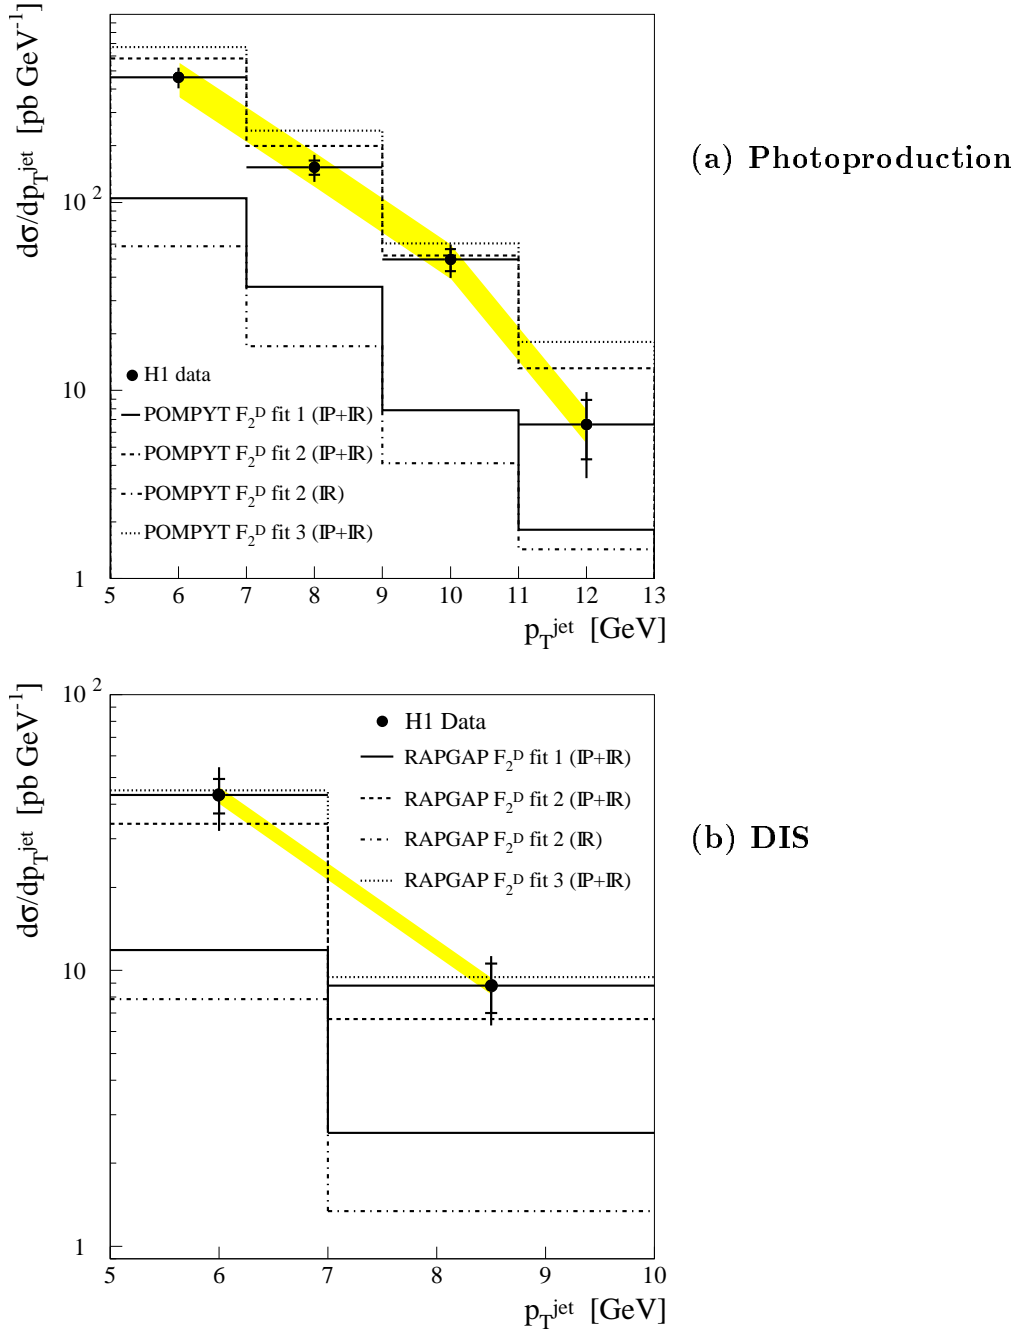 dσ/dp_T^jet [pb GeV^-1]
(a) Photoproduction
10^2
10
1
H1 data
POMPYT F_2^D fit 1 (IP+IR)
POMPYT F_2^D fit 2 (IP+IR)
POMPYT F_2^D fit 2 (IR)
POMPYT F_2^D fit 3 (IP+IR)
5 6 7 8 9 10 11 12 13
p_T^jet [GeV]
dσ/dp_T^jet [pb GeV^-1]
10^2
10
1
H1 Data
RAPGAP F_2^D fit 1 (IP+IR)
RAPGAP F_2^D fit 2 (IP+IR)
RAPGAP F_2^D fit 2 (IR)
RAPGAP F_2^D fit 3 (IP+IR)
(b) DIS
5 6 7 8 9 10
p_T^jet [GeV]